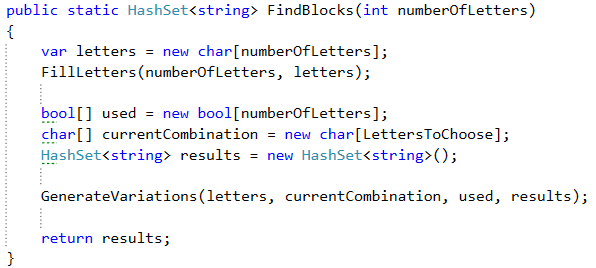 public static HashSet<string> FindBlocks(int numberOfLetters)
{
    var letters = new char[numberOfLetters];
    FillLetters(numberOfLetters, letters);

    bool[] used = new bool[numberOfLetters];
    char[] currentCombination = new char[LettersToChoose];
    HashSet<string> results = new HashSet<string>();

    GenerateVariations(letters, currentCombination, used, results);

    return results;
}